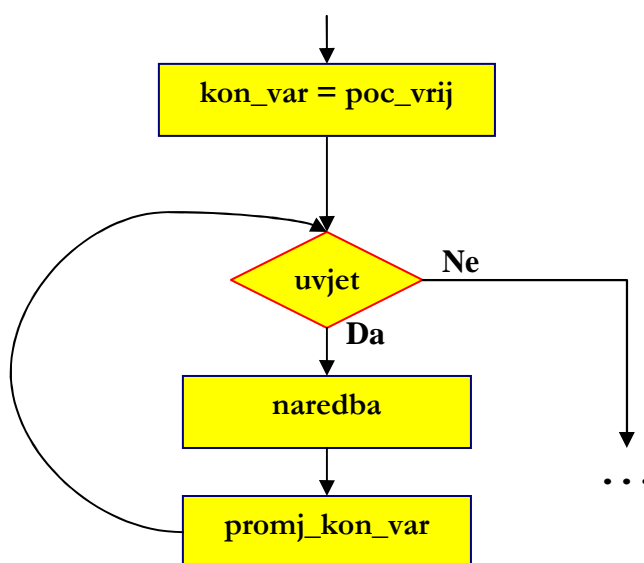 kon_var = poc_vrij
uvjet
Ne
Da
naredba
...
promj_kon_var